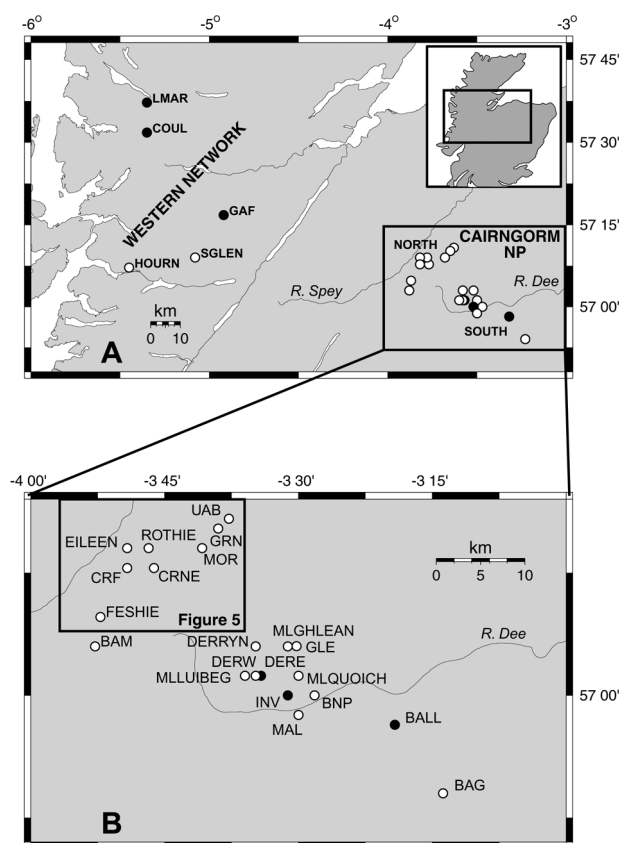 -6° -5° -4° -3°
57 45'
LMAR
COUL
57 30'
WESTERN NETWORK
GAF
57 15'
CAIRNGORM
NP
NORTH
SGLEN
HOURN
R. Spey
R. Dee
km
0 10
57 00'
SOUTH
A
-4 00' -3 45' -3 30' -3 15'
UAB
EILEEN
ROTHIE
GRN
MOR
CRF
CRNE
km
0 5 10
FESHIE
Figure 5
BAM
DERRYN
MLGHLEAN
GLE
R. Dee
DERW
DERE
MLLUIBEG
MLQUOICH
INV
BNP
57 00'
MAL
BALL
BAG
B